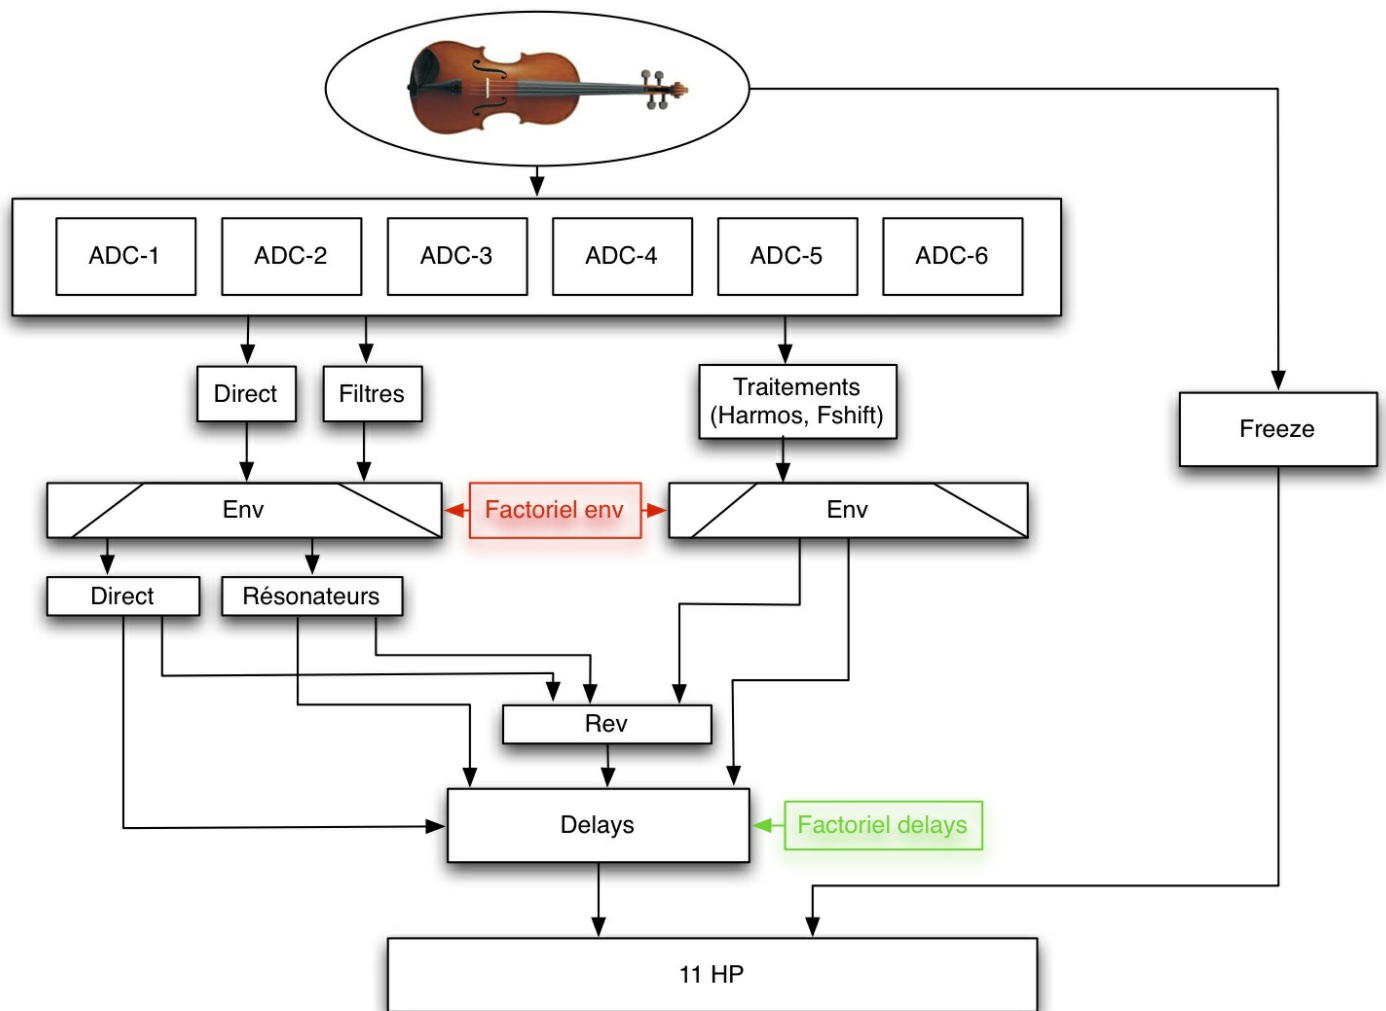 ADC-1
ADC-2
ADC-3
ADC-4
ADC-5
ADC-6
Direct
Filtres
Traitements
(Harmos, Fshift)
Freeze
Env
Factoriel env
Env
Direct
Résonateurs
Rev
Delays
Factoriel delays
11 HP